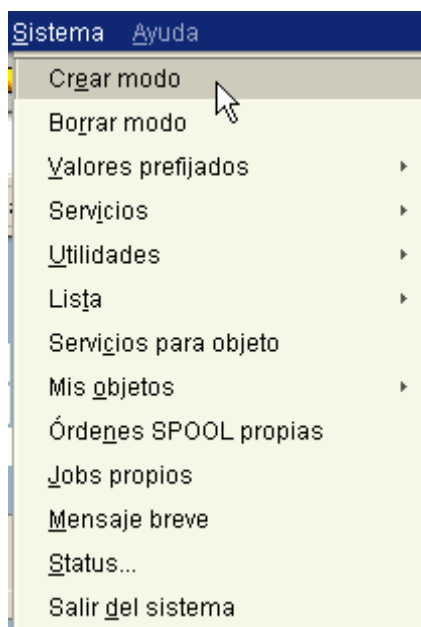 Sistema Ayuda
Crear modo
Borrar modo
Valores prefijados
Servicios
Utilidades
Lista
Servicios para objeto
Mis objetos
Órdenes SPOOL propias
Jobs propios
Mensaje breve
Status...
Salir del sistema